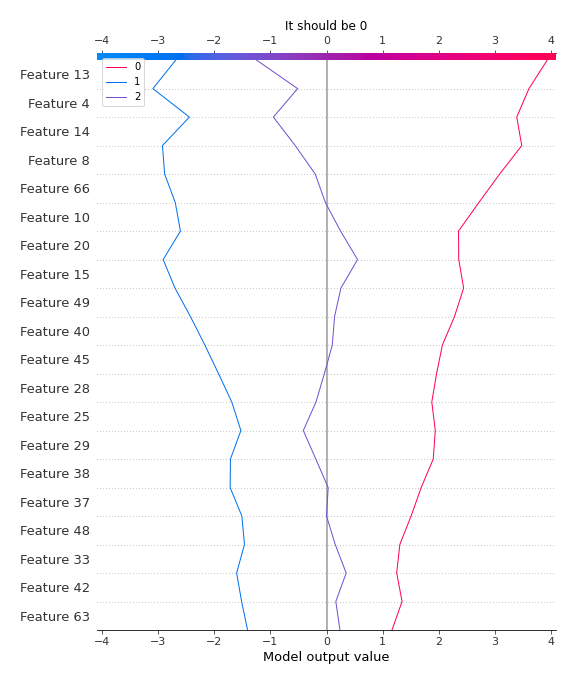 It should be 0
−4 −3 −2 −1 0 1 2 3 4
0
1
2
Feature 13
Feature 4
Feature 14
Feature 8
Feature 66
Feature 10
Feature 20
Feature 15
Feature 49
Feature 40
Feature 45
Feature 28
Feature 25
Feature 29
Feature 38
Feature 37
Feature 48
Feature 33
Feature 42
Feature 63
−4 −3 −2 −1 0 1 2 3 4
Model output value